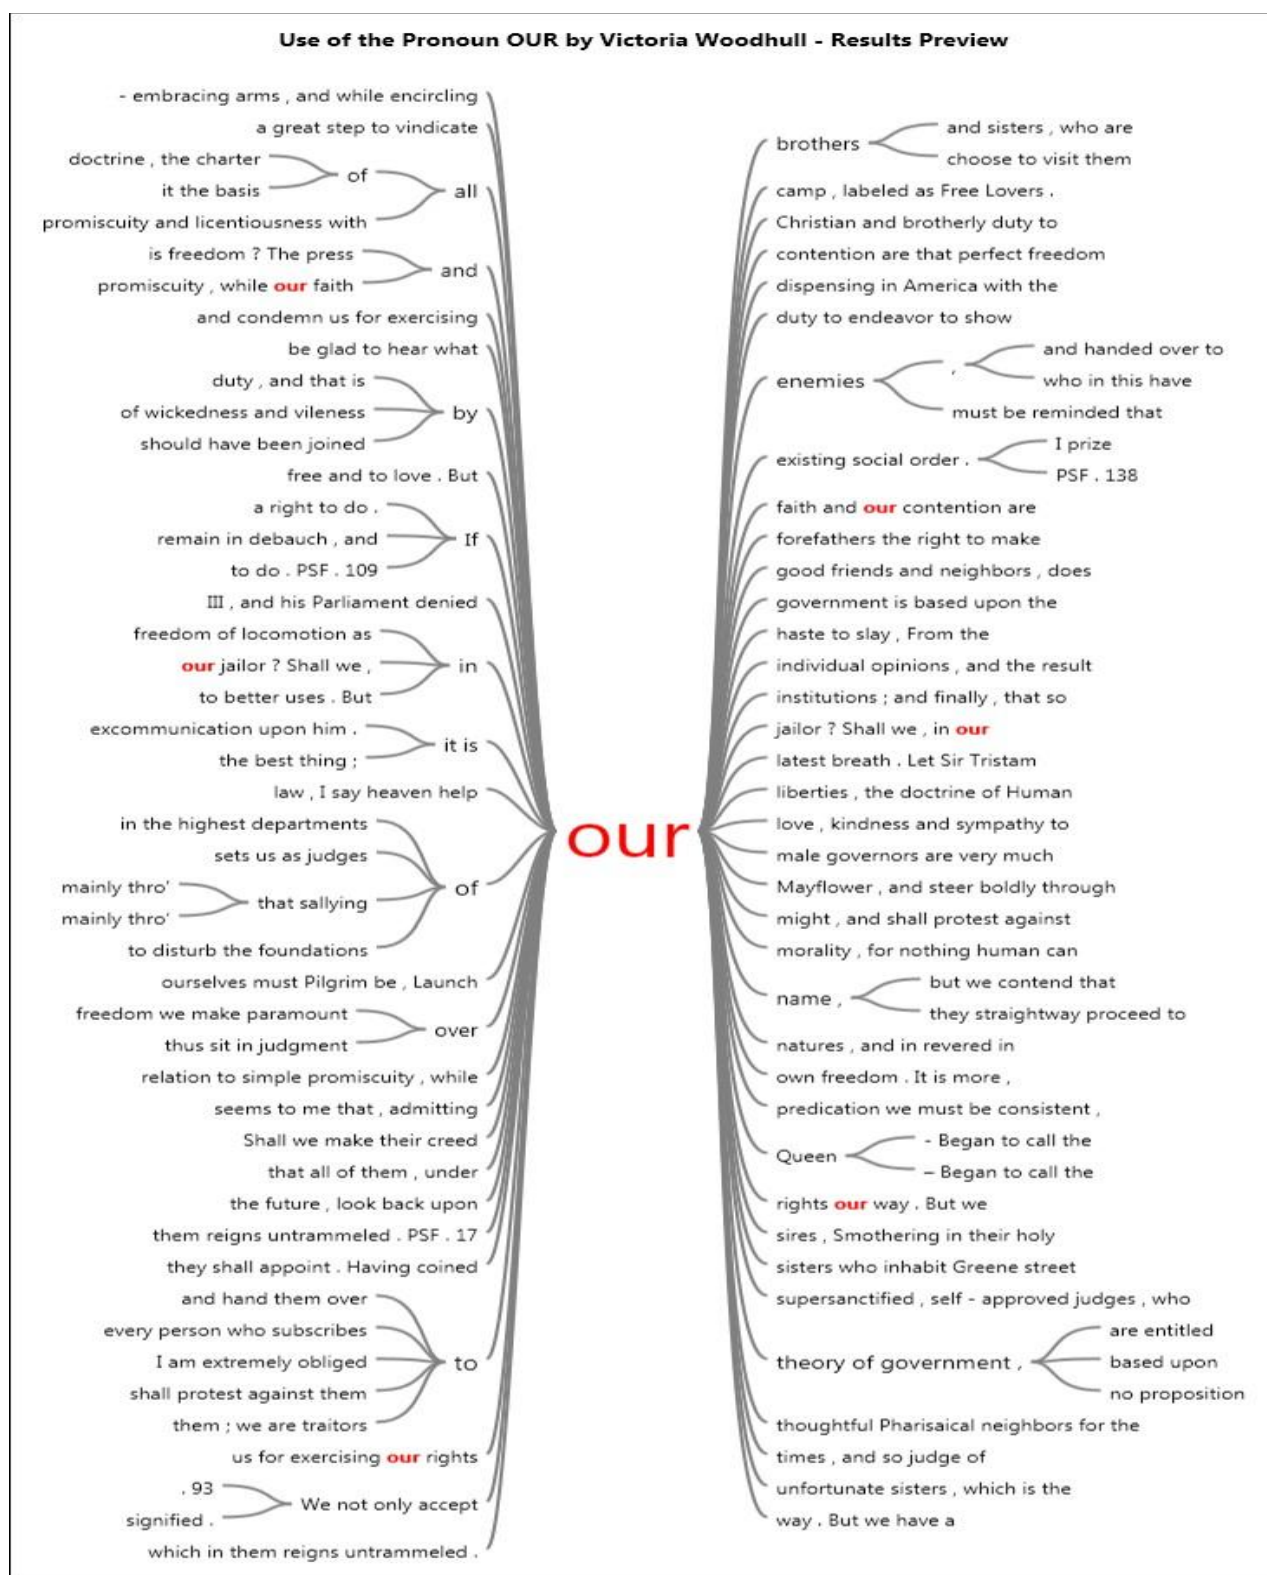 Use of the Pronoun OUR by Victoria Woodhull - Results Preview
- embracing arms , and while encircling
a great step to vindicate
doctrine , the charter
it the basis
of
promiscuity and licentiousness with
all
is freedom ? The press
promiscuity , while our faith
and
and condemn us for exercising
be glad to hear what
duty , and that is
of wickedness and vileness
should have been joined
by
free and to love . But
a right to do .
remain in debauch , and
to do . PSF . 109
If
III , and his Parliament denied
freedom of locomotion as
our jailor ? Shall we ,
to better uses . But
in
excommunication upon him .
the best thing ;
it is
law , I say heaven help
in the highest departments
sets us as judges
mainly thro'
mainly thro'
that sallying
to disturb the foundations
of
ourselves must Pilgrim be , Launch
freedom we make paramount
thus sit in judgment
over
relation to simple promiscuity , while
seems to me that , admitting
Shall we make their creed
that all of them , under
the future , look back upon
them reigns untrammeled . PSF . 17
they shall appoint . Having coined
and hand them over
every person who subscribes
I am extremely obliged
shall protest against them
them ; we are traitors
to
us for exercising our rights
. 93
signified .
We not only accept
which in them reigns untrammeled .
our
brothers
and sisters , who are
choose to visit them
camp , labeled as Free Lovers .
Christian and brotherly duty to
contention are that perfect freedom
dispensing in America with the
duty to endeavor to show
enemies
,
and handed over to
who in this have
must be reminded that
existing social order .
I prize
PSF . 138
faith and our contention are
forefathers the right to make
good friends and neighbors , does
government is based upon the
haste to slay , From the
individual opinions , and the result
institutions ; and finally , that so
jailor ? Shall we , in our
latest breath . Let Sir Tristam
liberties , the doctrine of Human
love , kindness and sympathy to
male governors are very much
Mayflower , and steer boldly through
might , and shall protest against
morality , for nothing human can
name ,
but we contend that
they straightway proceed to
natures , and in revered in
own freedom . It is more ,
predication we must be consistent ,
Queen
- Began to call the
– Began to call the
rights our way . But we
sires , Smothering in their holy
sisters who inhabit Greene street
supersanctified , self - approved judges , who
theory of government ,
are entitled
based upon
no proposition
thoughtful Pharisaical neighbors for the
times , and so judge of
unfortunate sisters , which is the
way . But we have a